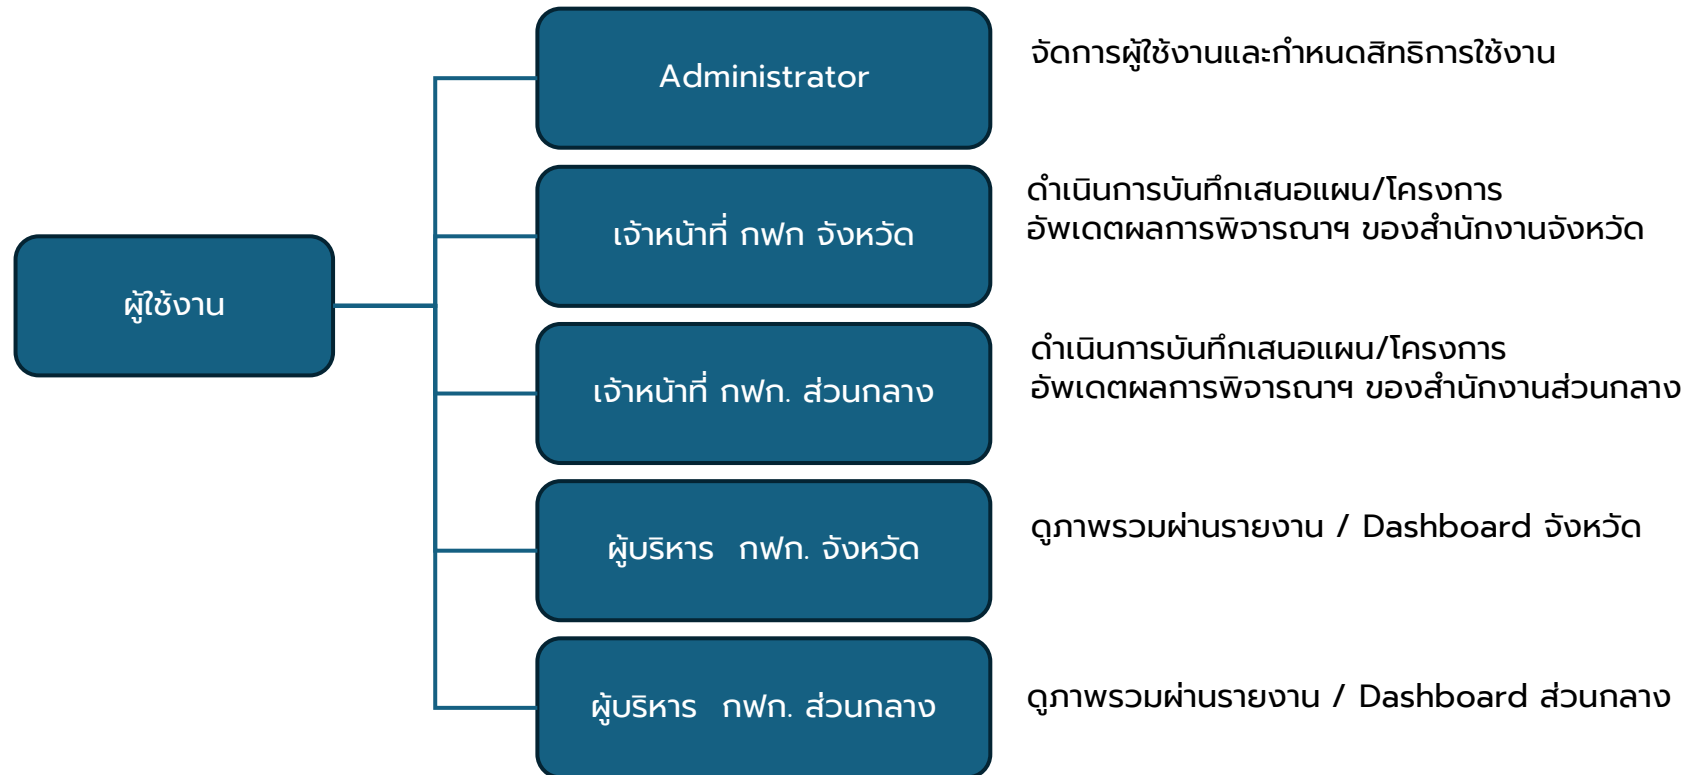 ผู้ใช้งาน
Administrator
จัดการผู้ใช้งานและกำหนดสิทธิการใช้งาน
เจ้าหน้าที่ กฟก จังหวัด
ดำเนินการบันทึกเสนอแผน/โครงการ
อัพเดตผลการพิจารณาฯ ของสำนักงานจังหวัด
เจ้าหน้าที่ กฟก. ส่วนกลาง
ดำเนินการบันทึกเสนอแผน/โครงการ
อัพเดตผลการพิจารณาฯ ของสำนักงานส่วนกลาง
ผู้บริหาร  กฟก. จังหวัด
ดูภาพรวมผ่านรายงาน / Dashboard จังหวัด
ผู้บริหาร  กฟก. ส่วนกลาง
ดูภาพรวมผ่านรายงาน / Dashboard ส่วนกลาง